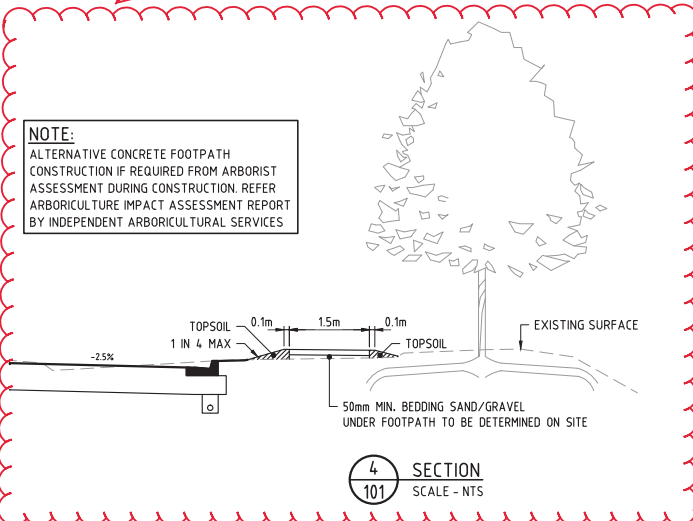 NOTE:
ALTERNATIVE CONCRETE FOOTPATH
CONSTRUCTION IF REQUIRED FROM ARBORIST
ASSESSMENT DURING CONSTRUCTION. REFER
ARBORICULTURE IMPACT ASSESSMENT REPORT
BY INDEPENDENT ARBORICULTURAL SERVICES
TOPSOIL
0.1m
1.5m
0.1m
EXISTING SURFACE
1 IN 4 MAX
TOPSOIL
-2.5%
50mm MIN. BEDDING SAND/GRAVEL
UNDER FOOTPATH TO BE DETERMINED ON SITE
4
101
SECTION
SCALE - NTS